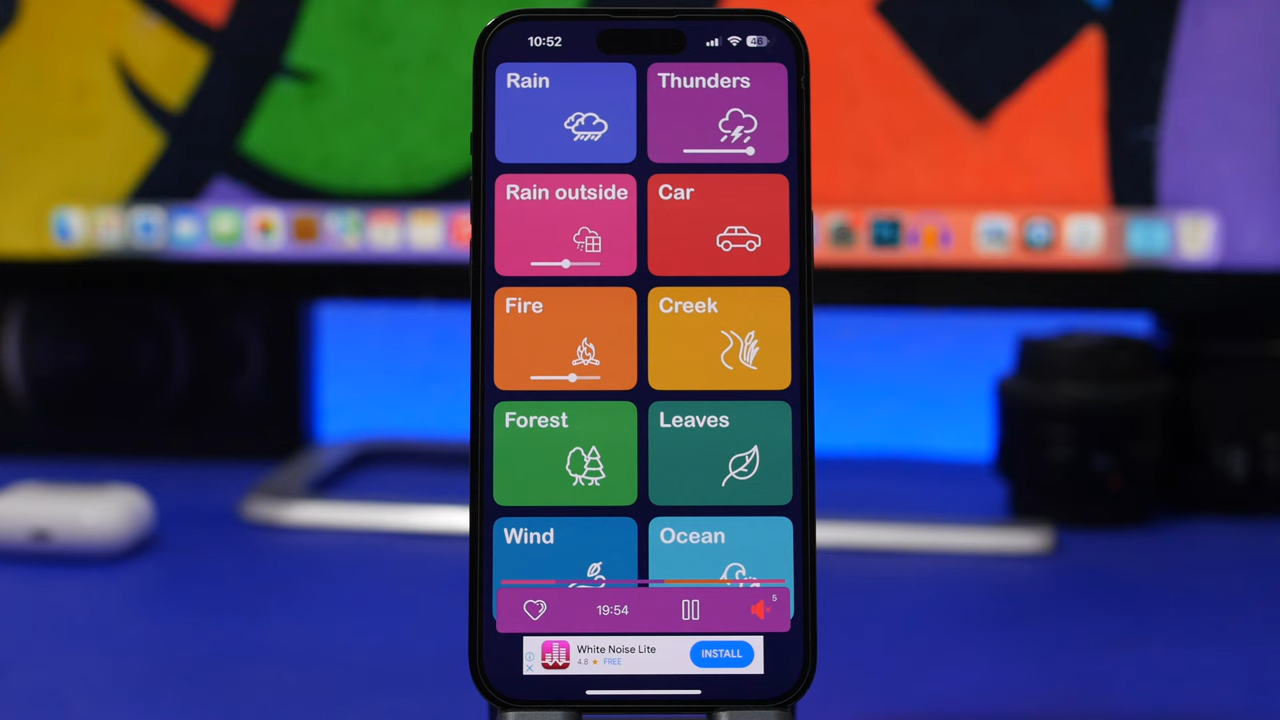 10:52
46
Rain
Thunders
Rain outside
Car
Fire
Creek
Forest
Leaves
Wind
Ocean
19:54
5
White Noise Lite
4.8 ★ FREE
INSTALL